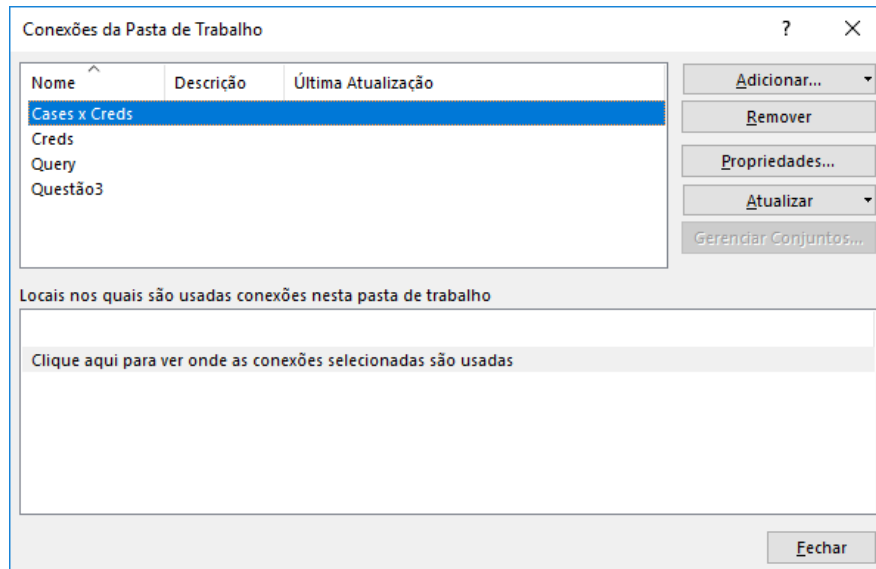 Conexões da Pasta de Trabalho ?
Nome Descrição Última Atualização
Cases x Creds
Creds
Query
Questão3
Adicionar...
Remover
Propriedades...
Atualizar
Gerenciar Conjuntos...
Locais nos quais são usadas conexões nesta pasta de trabalho
Clique aqui para ver onde as conexões selecionadas são usadas
Fechar